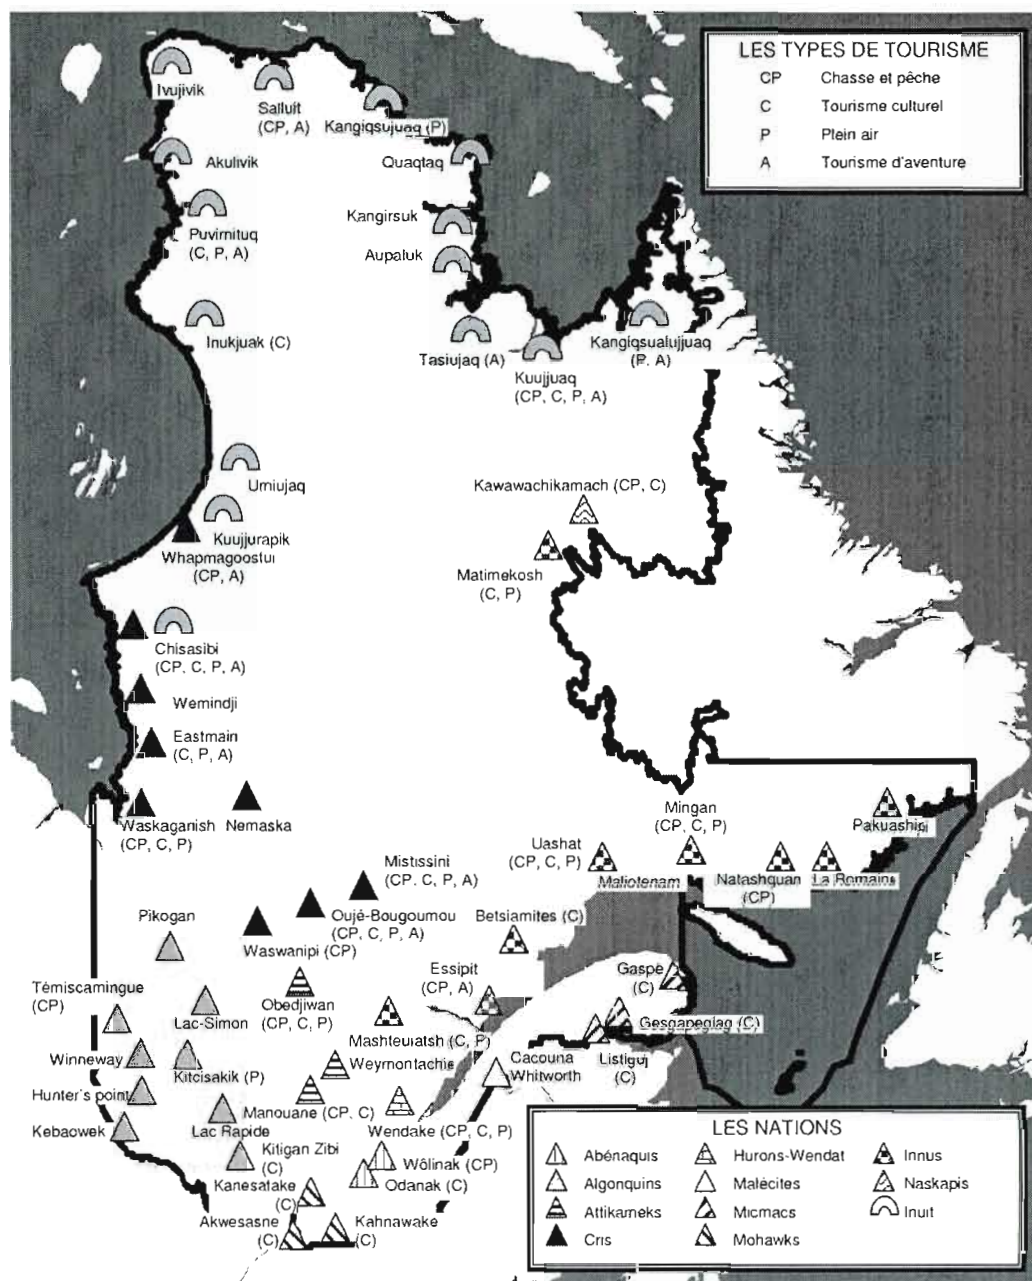 LES TYPES DE TOURISME
CP Chasse et pêche
C Tourisme culturel
P Plein air
A Tourisme d'aventure
Ivujivik
Salluit
(CP, A)
Kangiqsujuaq (P)
Akulivik
Quaqtaq
Puvirnituq
(C, P, A)
Kangirsuk
Aupaluk
Inukjuak (C)
Tasiujaq (A)
Kuujjuaq
(CP, C, P, A)
Kangiqsualujjuaq
(P, A)
Umiujaq
Kuujjurapik
Whapmagoostui
(CP, A)
Kawawachikamach (CP, C)
Matimekosh
(C, P)
Chisasibi
(CP, C, P, A)
Wemindji
Eastmain
(C, P, A)
Waskaganish
(CP, C, P)
Nemaska
Mingan
(CP, C, P)
Pakuashipi
Uashat
(CP, C, P)
Maliotenam
Natashquan
(CP)
La Romaine
Mistissini
(CP, C, P, A)
Oujé-Bougoumou
(CP, C, P, A)
Waswanipi (CP)
Betsiamites (C)
Pikogan
Témiscamingue
(CP)
Lac-Simon
Obedjiwan
(CP, C, P)
Essipit
(CP, A)
Mashteuiatsh (C, P)
Gaspé
(C)
Gesgapegiag (C)
Listiguj
(C)
Winneway
Kitcisakik (P)
Weymontachie
Cacouna
Whitworth
Hunter's point
Manouane (CP, C)
Wendake (CP, C, P)
Kebaowek
Lac Rapide
Kitigan Zibi
(C)
Wôlinak (CP)
Odanak (C)
Kanesatake
(C)
Akwesasne
(C)
Kahnawake
(C)
LES NATIONS
Abénaquis
Algonquins
Attikameks
Cris
Hurons-Wendat
Malécites
Micmacs
Mohawks
Innus
Naskapis
Inuit